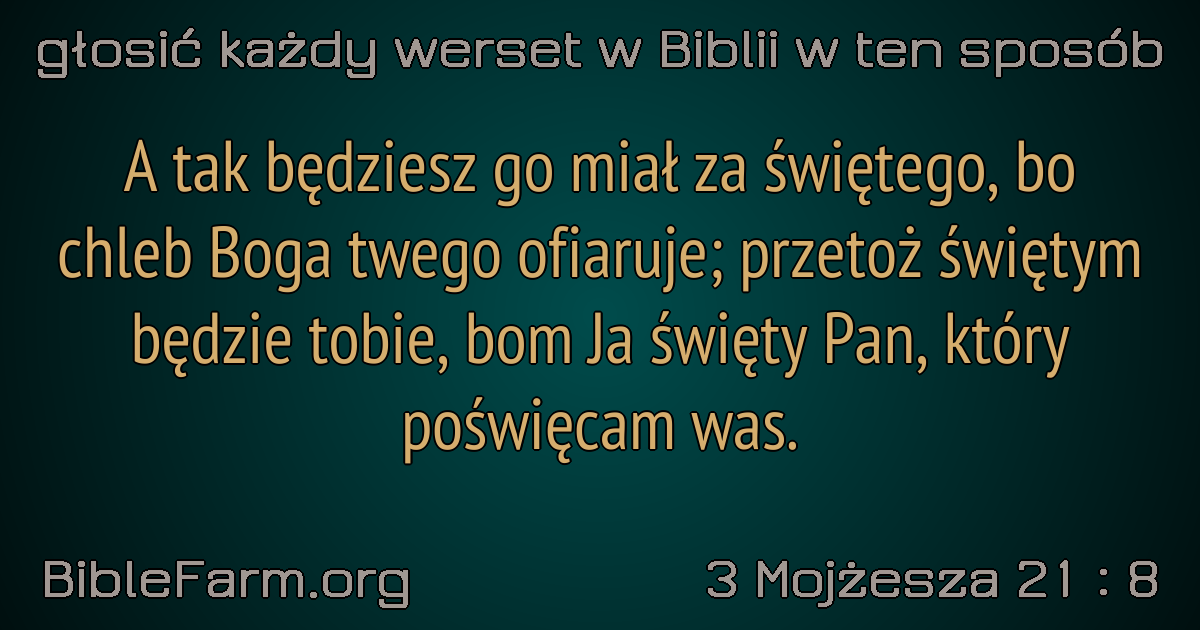 głosić każdy werset w Biblii w ten sposób
A tak będziesz go miał za świętego, bo
chleb Boga twego ofiaruje; przetoż świętym
będzie tobie, bom Ja święty Pan, który
poświęcam was.
BibleFarm.org
3 Mojżesza 21 : 8